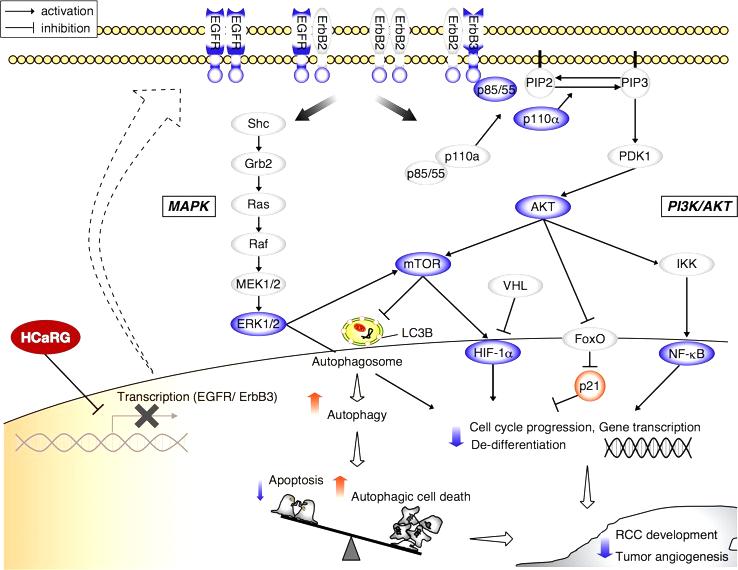 activation
inhibition
EGFR
EGFR
EGFR
ErbB2
ErbB2
ErbB2
ErbB2
ErbB3
p85/55
PIP2
PIP3
p110α
Shc
p110a
p85/55
Grb2
PDK1
MAPK
Ras
AKT
PI3K/AKT
Raf
mTOR
IKK
MEK1/2
VHL
ERK1/2
HCaRG
LC3B
FoxO
Autophagosome
HIF-1α
NF-κB
p21
Transcription (EGFR/ ErbB3)
Autophagy
Cell cycle progression, Gene transcription
De-differentiation
Apoptosis
Autophagic cell death
RCC development
Tumor angiogenesis